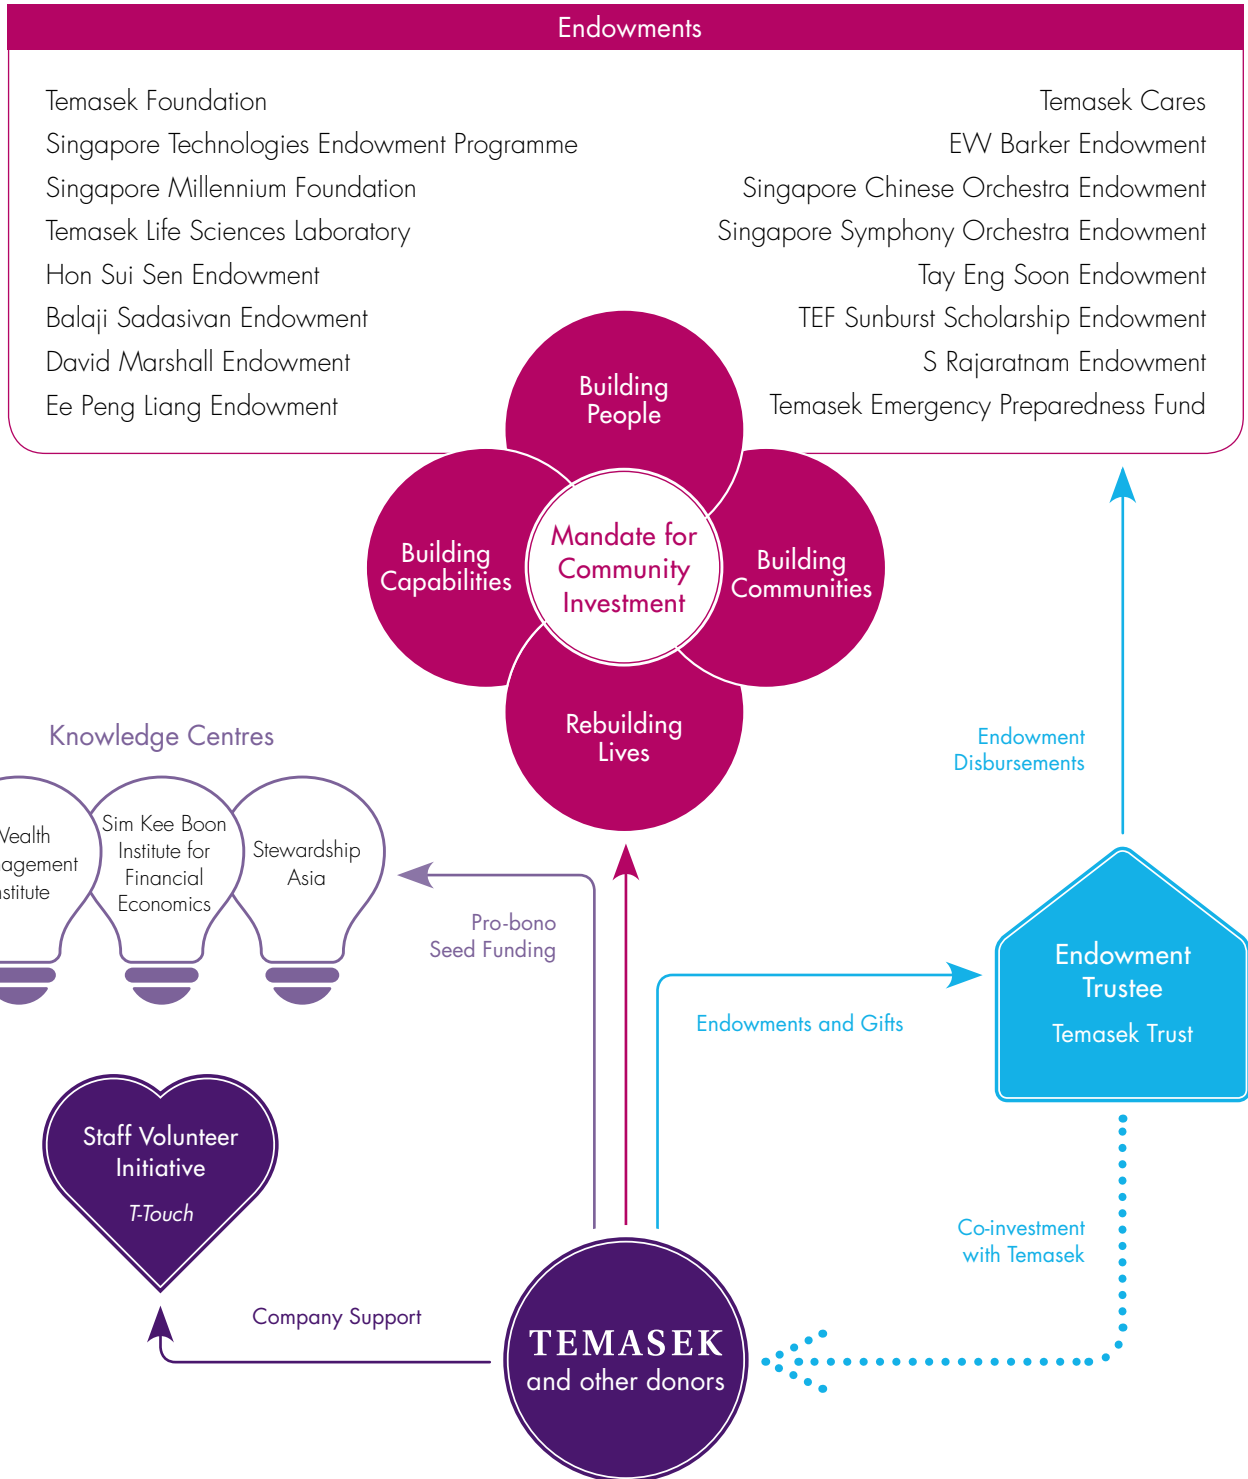 Endowments
Temasek Foundation
Singapore Technologies Endowment Programme
Singapore Millennium Foundation
Temasek Life Sciences Laboratory
Hon Sui Sen Endowment
Balaji Sadasivan Endowment
David Marshall Endowment
Ee Peng Liang Endowment
Temasek Cares
EW Barker Endowment
Singapore Chinese Orchestra Endowment
Singapore Symphony Orchestra Endowment
Tay Eng Soon Endowment
TEF Sunburst Scholarship Endowment
S Rajaratnam Endowment
Temasek Emergency Preparedness Fund
Building
People
Building
Capabilities
Mandate for
Community
Investment
Building
Communities
Rebuilding
Lives
Knowledge Centres
Sim Kee Boon
Institute for
Financial
Economics
Stewardship
Asia
Pro-bono
Seed Funding
Endowment
Disbursements
Endowments and Gifts
Endowment
Trustee
Temasek Trust
Staff Volunteer
Initiative
T-Touch
Company Support
Co-investment
with Temasek
TEMASEK
and other donors